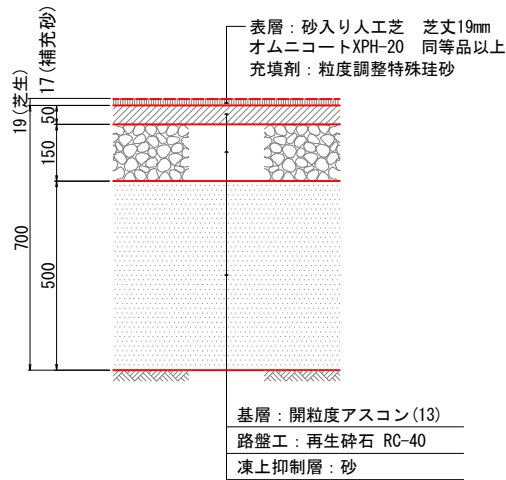 表層：砂入り人工芝　芝丈19mm
オムニコートXPH-20　同等品以上
充填剤：粒度調整特殊珪砂
19(芝生)
17(補充砂)
50
150
700
500
基層：開粒度アスコン(13)
路盤工：再生砕石 RC-40
凍上抑制層：砂